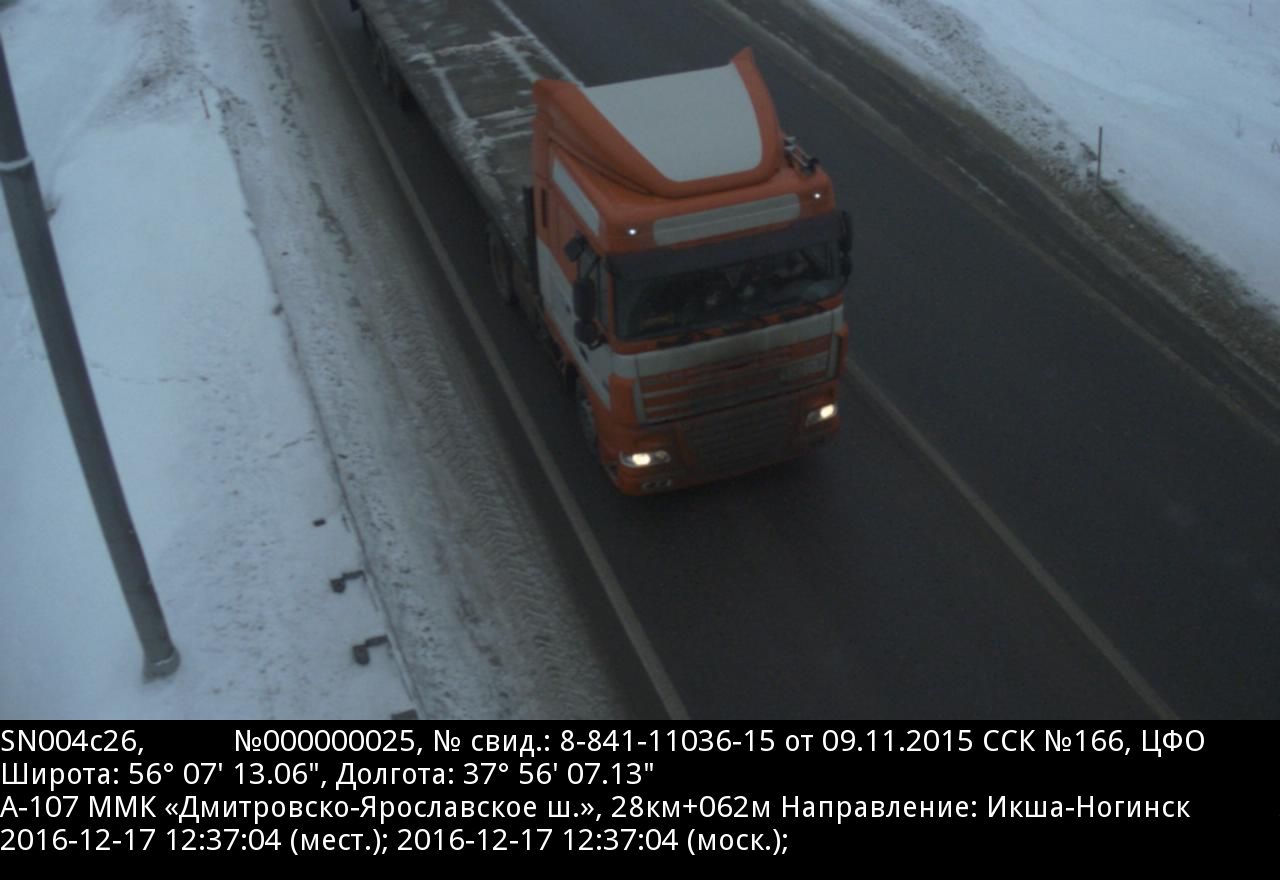 SN004c26, №000000025, № свид.: 8-841-11036-15 от 09.11.2015 ССК №166, ЦФО
Широта: 56° 07' 13.06", Долгота: 37° 56' 07.13"
А-107 ММК «Дмитровско-Ярославское ш.», 28км+062м Направление: Икша-Ногинск
2016-12-17 12:37:04 (мест.); 2016-12-17 12:37:04 (моск.);